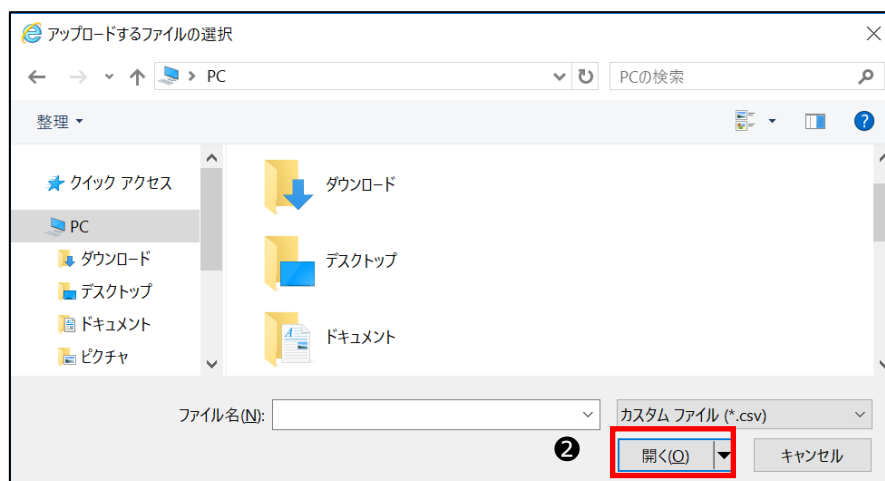 アップロードするファイルの選択
PC
PCの検索
整理
クイック アクセス
PC
ダウンロード
デスクトップ
ドキュメント
ピクチャ
ダウンロード
デスクトップ
ドキュメント
ファイル名(N):
カスタム ファイル (*.csv)
❷
開く(O)
キャンセル